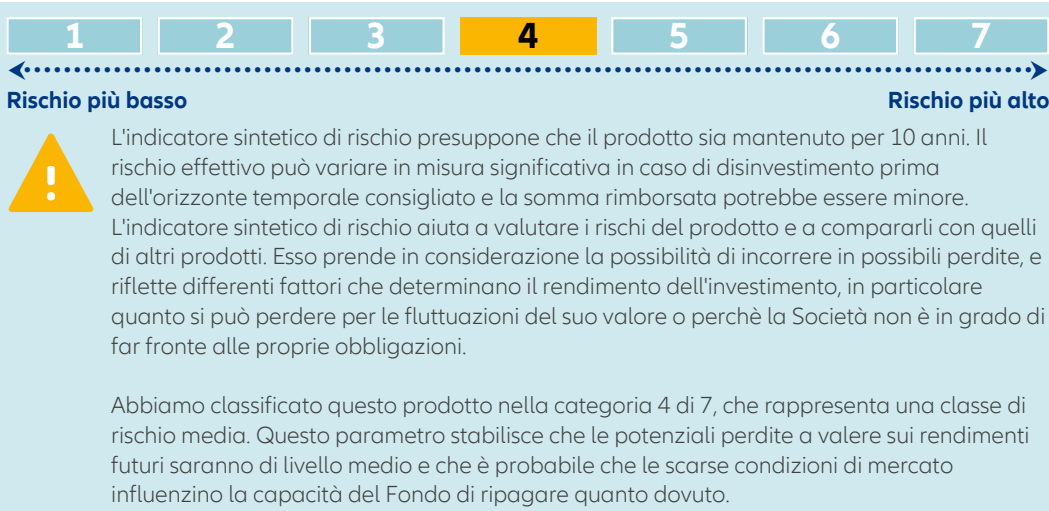 1 2 3 4 5 6 7
Rischio più basso Rischio più alto
L'indicatore sintetico di rischio presuppone che il prodotto sia mantenuto per 10 anni. Il
rischio effettivo può variare in misura significativa in caso di disinvestimento prima
dell'orizzonte temporale consigliato e la somma rimborsata potrebbe essere minore.
L'indicatore sintetico di rischio aiuta a valutare i rischi del prodotto e a compararli con quelli
di altri prodotti. Esso prende in considerazione la possibilità di incorrere in possibili perdite, e
riflette differenti fattori che determinano il rendimento dell'investimento, in particolare
quanto si può perdere per le fluttuazioni del suo valore o perchè la Società non è in grado di
far fronte alle proprie obbligazioni.
Abbiamo classificato questo prodotto nella categoria 4 di 7, che rappresenta una classe di
rischio media. Questo parametro stabilisce che le potenziali perdite a valere sui rendimenti
futuri saranno di livello medio e che è probabile che le scarse condizioni di mercato
influenzino la capacità del Fondo di ripagare quanto dovuto.